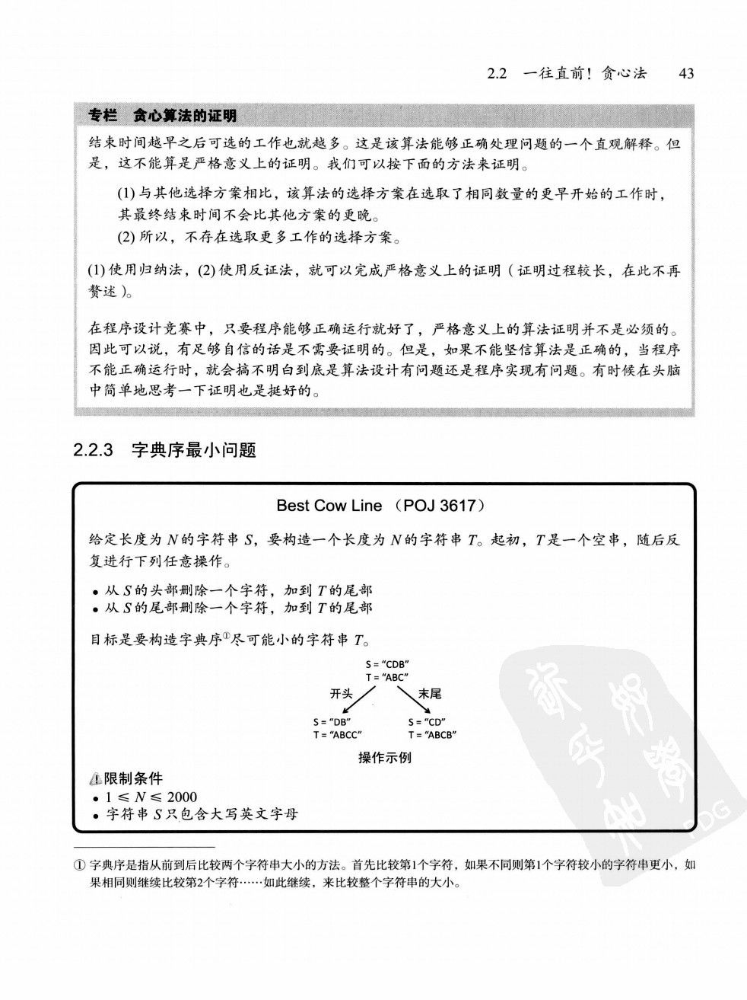 2.2 一往直前！贪心法 43
专栏 贪心算法的证明
结束时间越早之后可选的工作也就越多。这是该算法能够正确处理问题的一个直观解释。但
是，这不能算是严格意义上的证明。我们可以按下面的方法来证明。
(1) 与其他选择方案相比，该算法的选择方案在选取了相同数量的更早开始的工作时，
其最终结束时间不会比其他方案的更晚。
(2) 所以，不存在选取更多工作的选择方案。
(1) 使用归纳法，(2) 使用反证法，就可以完成严格意义上的证明（证明过程较长，在此不再
赘述）。
在程序设计竞赛中，只要程序能够正确运行就好了，严格意义上的算法证明并不是必须的。
因此可以说，有足够自信的话是不需要证明的。但是，如果不能坚信算法是正确的，当程序
不能正确运行时，就会搞不明白到底是算法设计有问题还是程序实现有问题。有时候在头脑
中简单地思考一下证明也是挺好的。
2.2.3 字典序最小问题
Best Cow Line （POJ 3617）
给定长度为 N 的字符串 S，要构造一个长度为 N 的字符串 T。起初，T 是一个空串，随后反
复进行下列任意操作。
• 从 S 的头部删除一个字符，加到 T 的尾部
• 从 S 的尾部删除一个字符，加到 T 的尾部
目标是要构造字典序①尽可能小的字符串 T。
S = “CDB”
T = “ABC”
开头 末尾
S = “DB” S = “CD”
T = “ABCC” T = “ABCB”
操作示例
限制条件
• 1 ≤ N ≤ 2000
• 字符串 S 只包含大写英文字母
PDG
① 字典序是指从前到后比较两个字符串大小的方法。首先比较第1个字符，如果不同则第1个字符较小的字符串更小，如
果相同则继续比较第2个字符……如此继续，来比较整个字符串的大小。